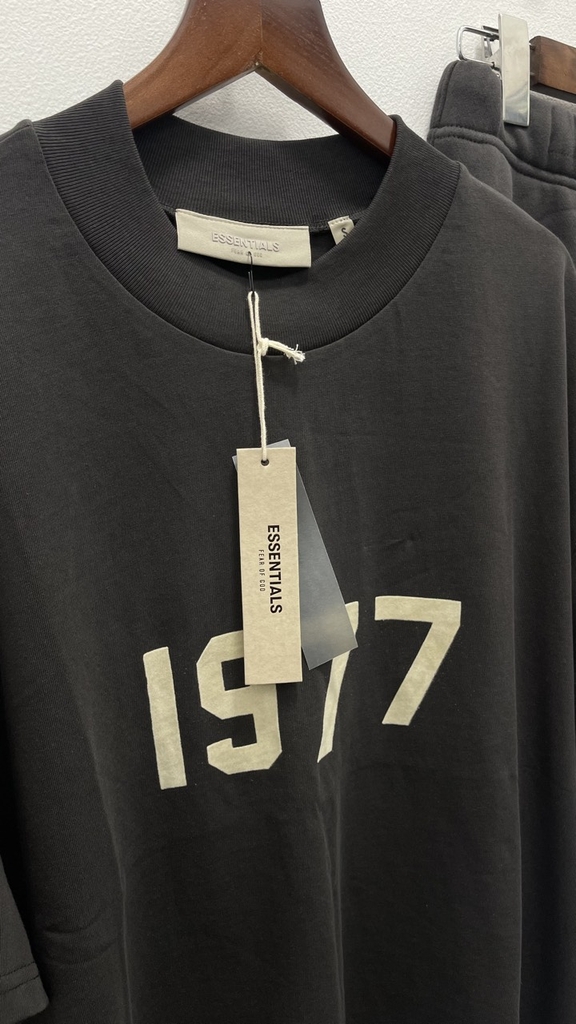 ESSENTIALS
FEAR OF GOD
S
ESSENTIALS
FEAR OF GOD
1977